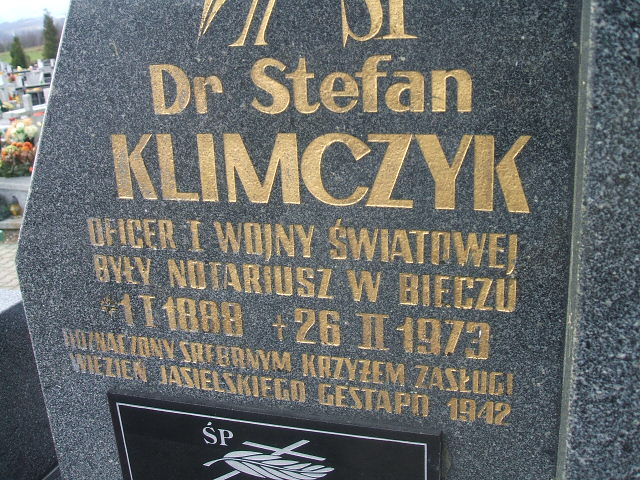 ŚP
Dr Stefan
KLIMCZYK
OFICER I WOJNY ŚWIATOWEJ
BYŁY NOTARIUSZ W BIECZU
*1 I 1888 +26 II 1973
ODZNACZONY SREBRNYM KRZYŻEM ZASŁUGI
WIĘZIEŃ JASIELSKIEGO GESTAPO 1942
ŚP